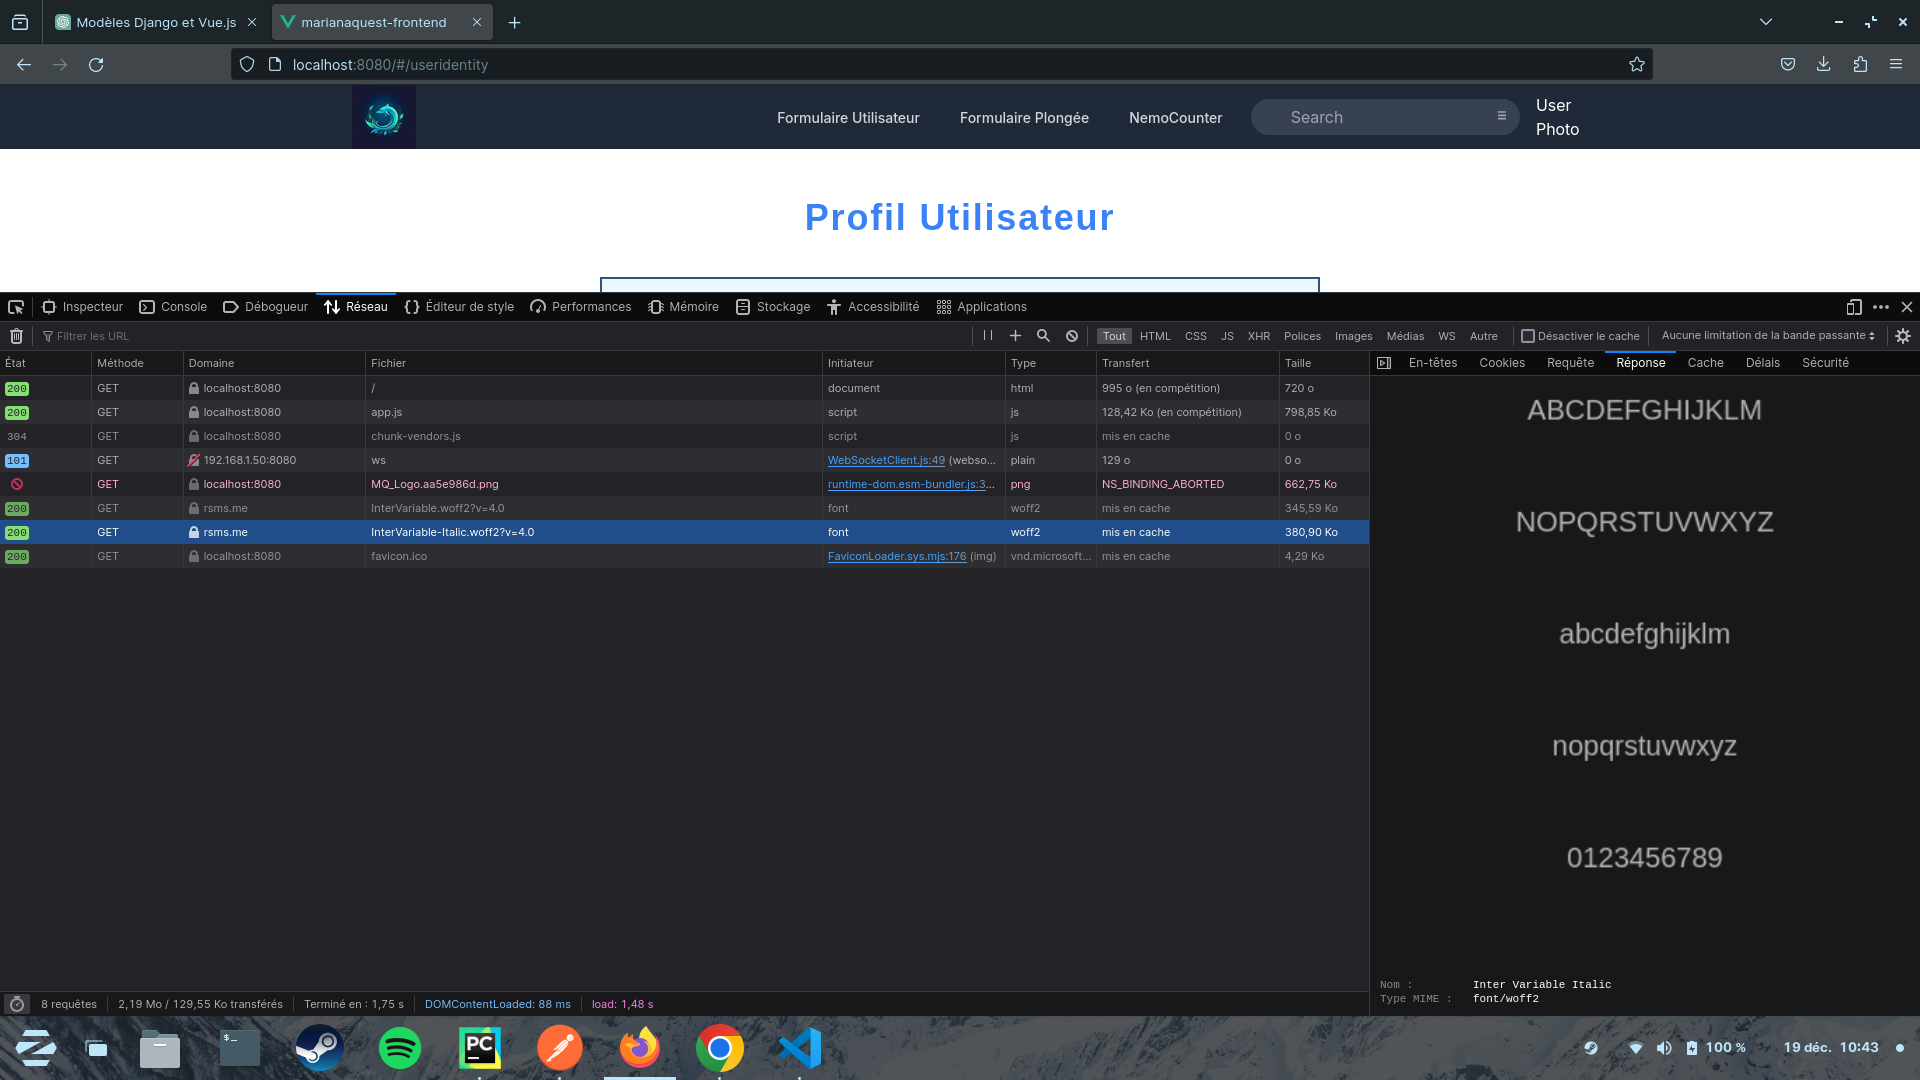 Modèles Django et Vue.js
marianaquest-frontend
localhost:8080/#/useridentity
Formulaire Utilisateur
Formulaire Plongée
NemoCounter
Search
User
Photo
Profil Utilisateur
Inspecteur
Console
Débogueur
Réseau
Éditeur de style
Performances
Mémoire
Stockage
Accessibilité
Applications
Filtrer les URL
Tout HTML CSS JS XHR Polices Images Médias WS Autre
Désactiver le cache
Aucune limitation de la bande passante
État Méthode Domaine Fichier Initiateur Type Transfert Taille
200 GET localhost:8080 / document html 995 o (en compétition) 720 o
200 GET localhost:8080 app.js script js 128,42 Ko (en compétition) 798,85 Ko
304 GET localhost:8080 chunk-vendors.js script js mis en cache 0 o
101 GET 192.168.1.50:8080 ws WebSocketClient.js:49 (webso... plain 129 o 0 o
GET localhost:8080 MQ_Logo.aa5e986d.png runtime-dom.esm-bundler.js:3... png NS_BINDING_ABORTED 662,75 Ko
200 GET rsms.me InterVariable.woff2?v=4.0 font woff2 mis en cache 345,59 Ko
200 GET rsms.me InterVariable-Italic.woff2?v=4.0 font woff2 mis en cache 380,90 Ko
200 GET localhost:8080 favicon.ico FaviconLoader.sys.mjs:176 (img) vnd.microsoft... mis en cache 4,29 Ko
En-têtes Cookies Requête Réponse Cache Délais Sécurité
ABCDEFGHIJKLM
NOPQRSTUVWXYZ
abcdefghijklm
nopqrstuvwxyz
0123456789
Nom : Inter Variable Italic
Type MIME : font/woff2
8 requêtes 2,19 Mo / 129,55 Ko transférés Terminé en : 1,75 s DOMContentLoaded: 88 ms load: 1,48 s
$-
PC
100 %
19 déc. 10:43